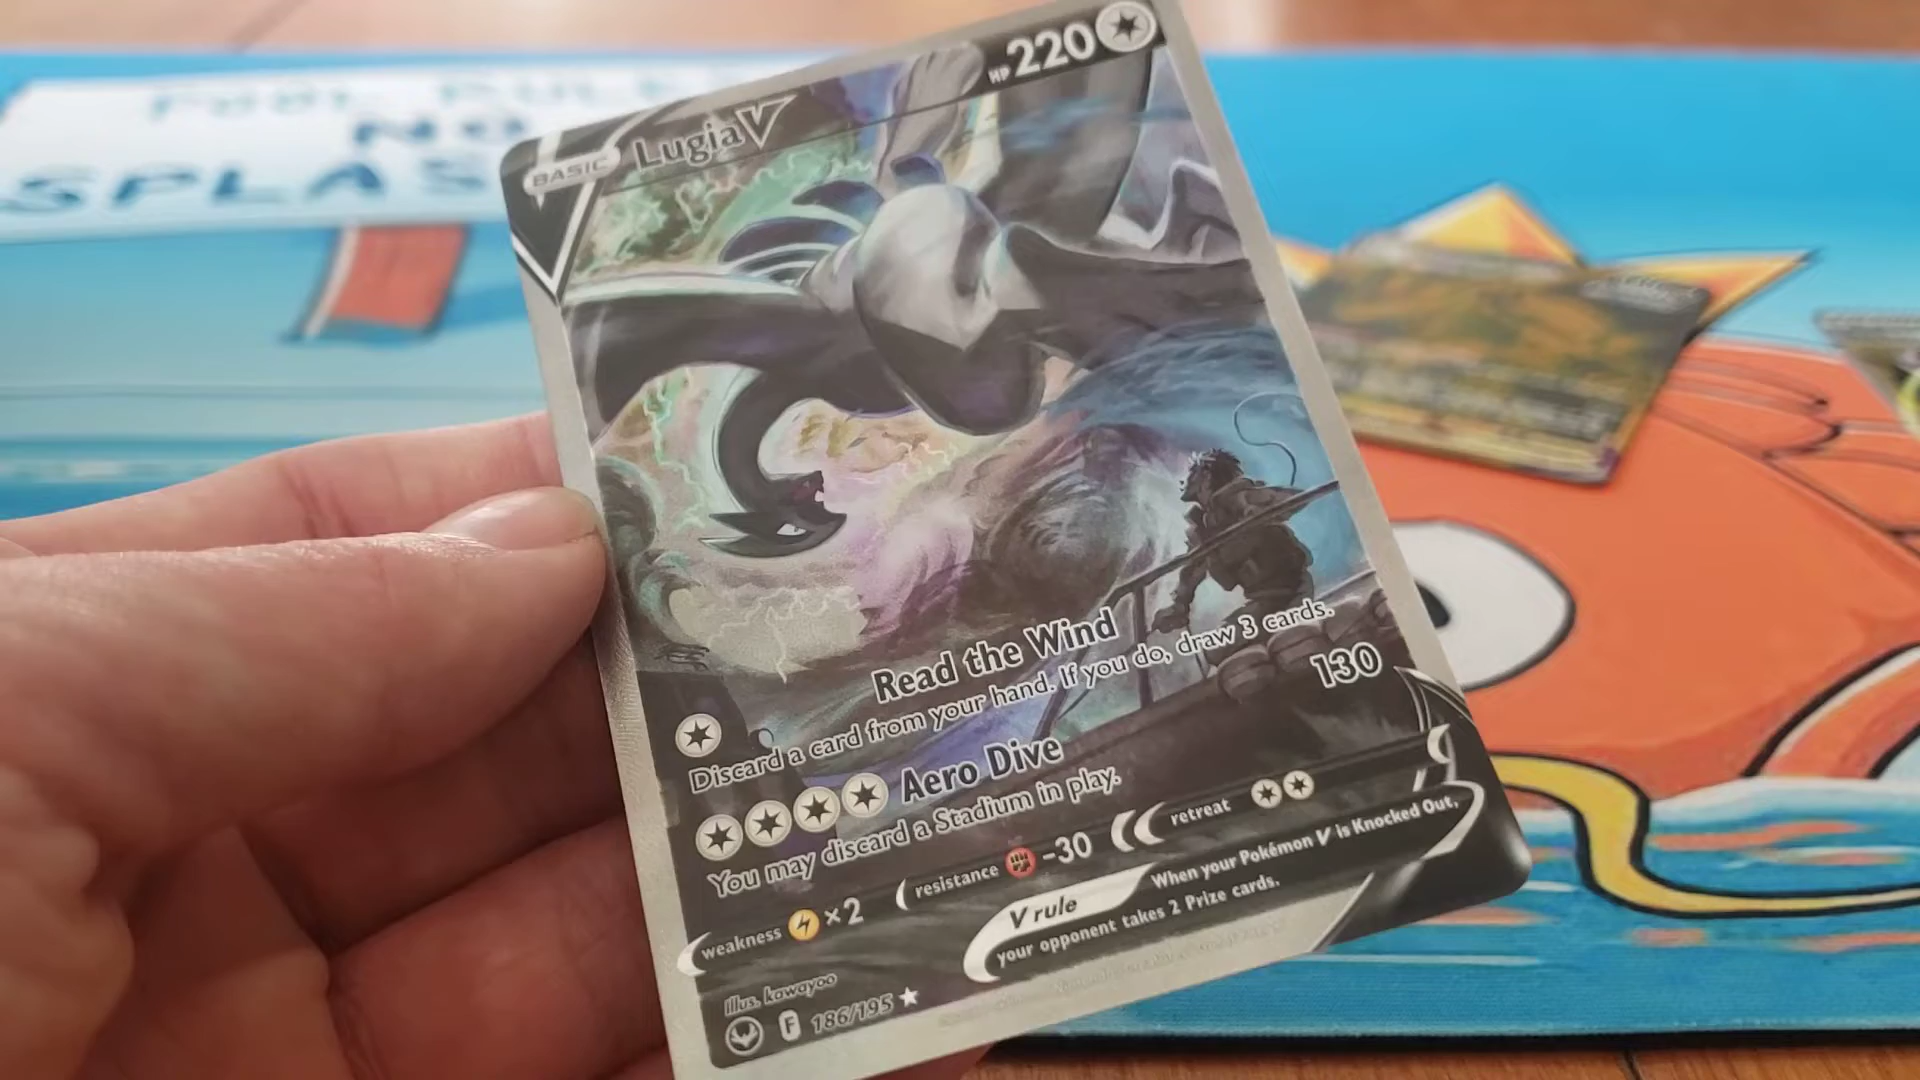 NO
BASIC Lugia V HP 220
Read the Wind
Discard a card from your hand. If you do, draw 3 cards.
Aero Dive 130
You may discard a Stadium in play.
weakness ×2 resistance -30 retreat
V rule When your Pokémon V is Knocked Out,
your opponent takes 2 Prize cards.
Illus. kawayoo
F 186/195